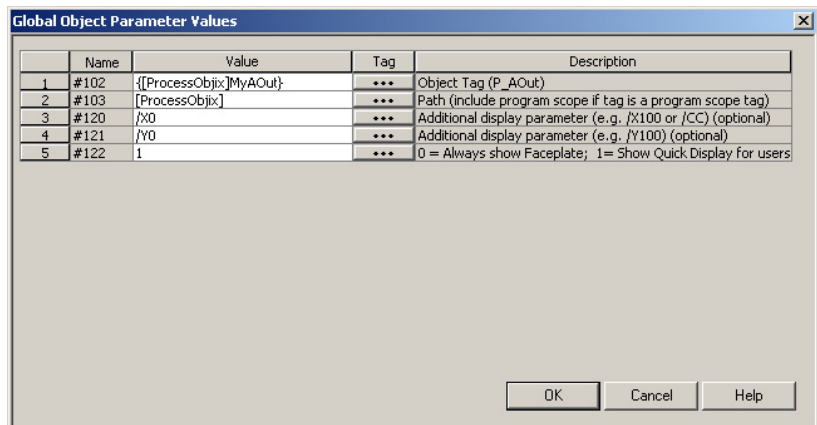 Global Object Parameter Values
Name Value Tag Description
1 #102 {[ProcessObjix]MyAOut} ••• Object Tag (P_AOut)
2 #103 [ProcessObjix] ••• Path (include program scope if tag is a program scope tag)
3 #120 /X0 ••• Additional display parameter (e.g. /X100 or /CC) (optional)
4 #121 /Y0 ••• Additional display parameter (e.g. /Y100) (optional)
5 #122 1 ••• 0 = Always show Faceplate; 1= Show Quick Display for users
OK Cancel Help